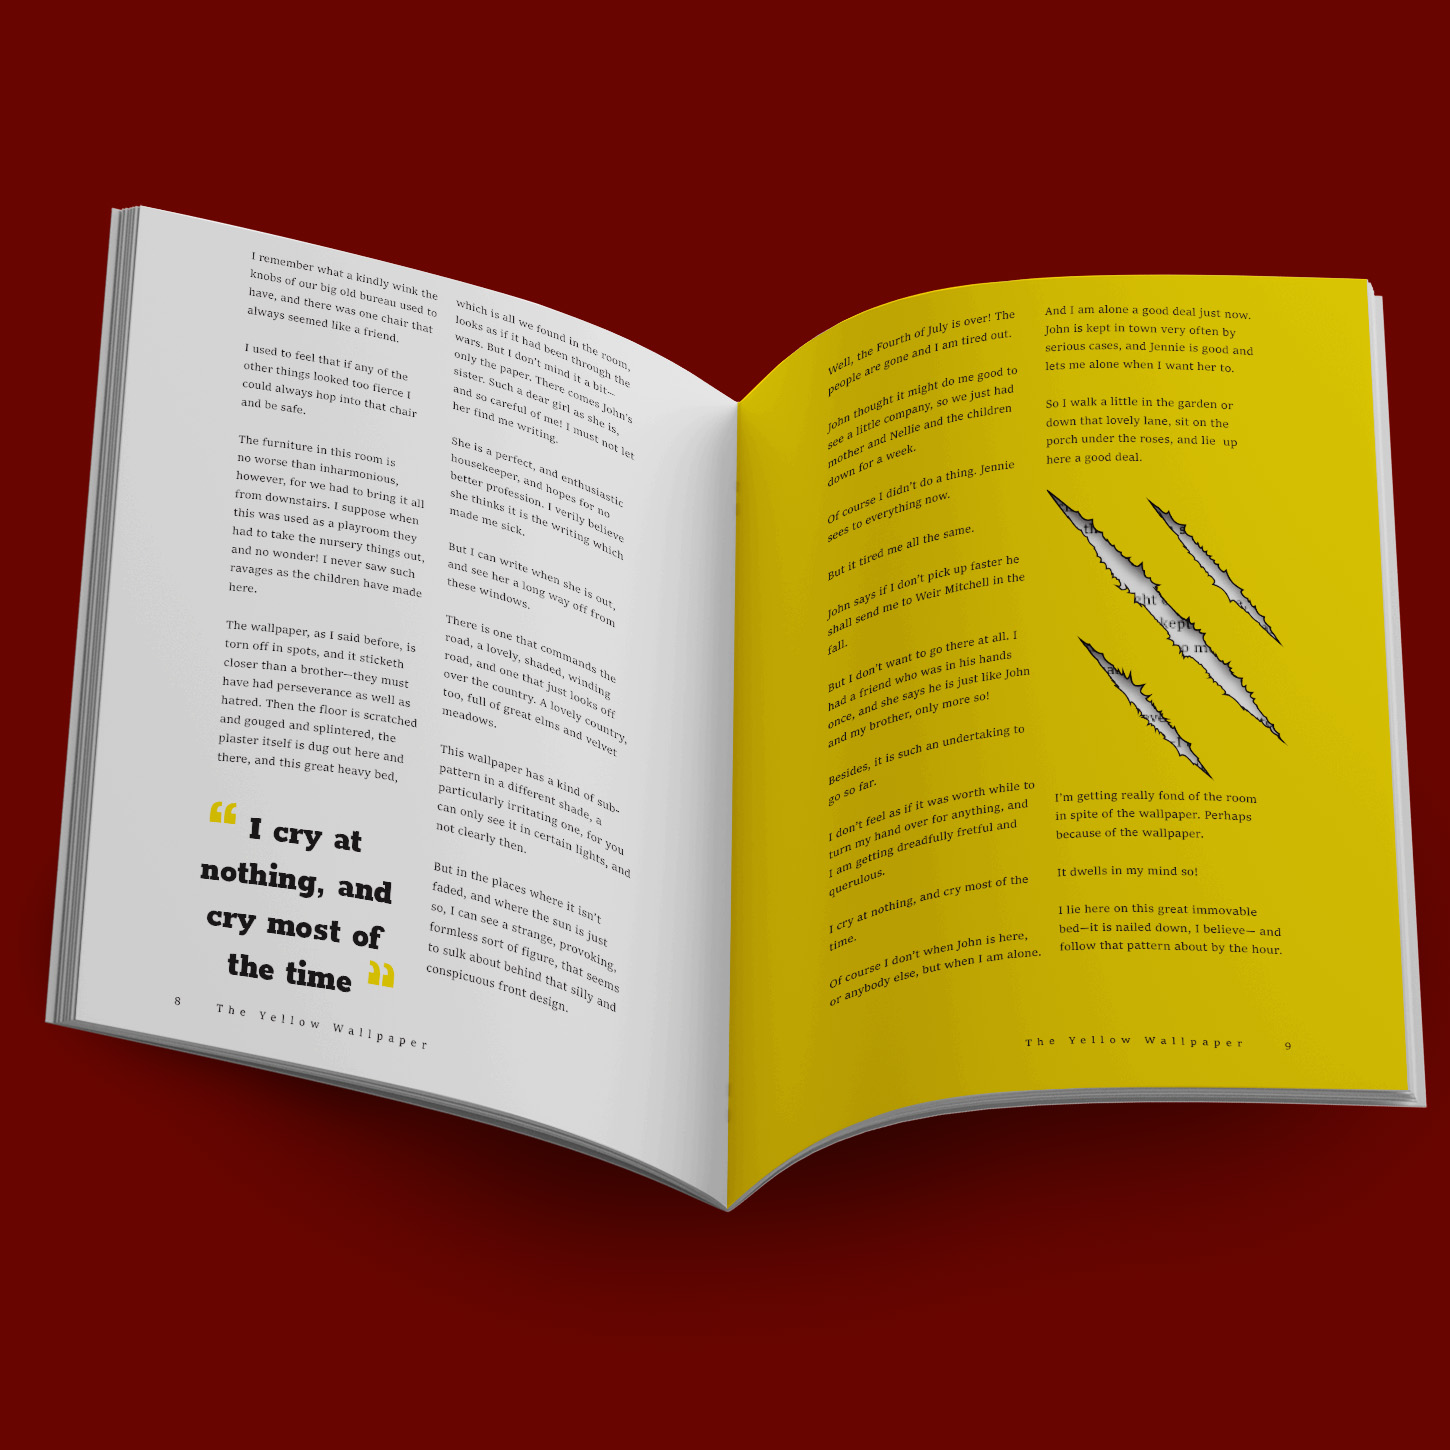 I remember what a kindly wink the
knobs of our big old bureau used to
have, and there was one chair that
always seemed like a friend.
I used to feel that if any of the
other things looked too fierce I
could always hop into that chair
and be safe.
The furniture in this room is
no worse than inharmonious,
however, for we had to bring it all
from downstairs. I suppose when
this was used as a playroom they
had to take the nursery things out,
and no wonder! I never saw such
ravages as the children have made
here.
The wallpaper, as I said before, is
torn off in spots, and it sticketh
closer than a brother--they must
have had perseverance as well as
hatred. Then the floor is scratched
and gouged and splintered, the
plaster itself is dug out here and
there, and this great heavy bed,
“ I cry at
nothing, and
cry most of
the time ”
which is all we found in the room,
looks as if it had been through the
wars. But I don't mind it a bit—
only the paper. There comes John's
sister. Such a dear girl as she is,
and so careful of me! I must not let
her find me writing.
She is a perfect, and enthusiastic
housekeeper, and hopes for no
better profession. I verily believe
she thinks it is the writing which
made me sick.
But I can write when she is out,
and see her a long way off from
these windows.
There is one that commands the
road, a lovely, shaded, winding
road, and one that just looks off
over the country. A lovely country,
too, full of great elms and velvet
meadows.
This wallpaper has a kind of sub-
pattern in a different shade, a
particularly irritating one, for you
can only see it in certain lights, and
not clearly then.
But in the places where it isn't
faded, and where the sun is just
so, I can see a strange, provoking,
formless sort of figure, that seems
to sulk about behind that silly and
conspicuous front design.
8 The Yellow Wallpaper
Well, the Fourth of July is over! The
people are gone and I am tired out.
John thought it might do me good to
see a little company, so we just had
mother and Nellie and the children
down for a week.
Of course I didn't do a thing. Jennie
sees to everything now.
But it tired me all the same.
John says if I don't pick up faster he
shall send me to Weir Mitchell in the
fall.
But I don't want to go there at all. I
had a friend who was in his hands
once, and she says he is just like John
and my brother, only more so!
Besides, it is such an undertaking to
go so far.
I don't feel as if it was worth while to
turn my hand over for anything, and
I am getting dreadfully fretful and
querulous.
I cry at nothing, and cry most of the
time.
Of course I don't when John is here,
or anybody else, but when I am alone.
And I am alone a good deal just now.
John is kept in town very often by
serious cases, and Jennie is good and
lets me alone when I want her to.
So I walk a little in the garden or
down that lovely lane, sit on the
porch under the roses, and lie up
here a good deal.
kept
I'm getting really fond of the room
in spite of the wallpaper. Perhaps
because of the wallpaper.
It dwells in my mind so!
I lie here on this great immovable
bed—it is nailed down, I believe— and
follow that pattern about by the hour.
The Yellow Wallpaper 9